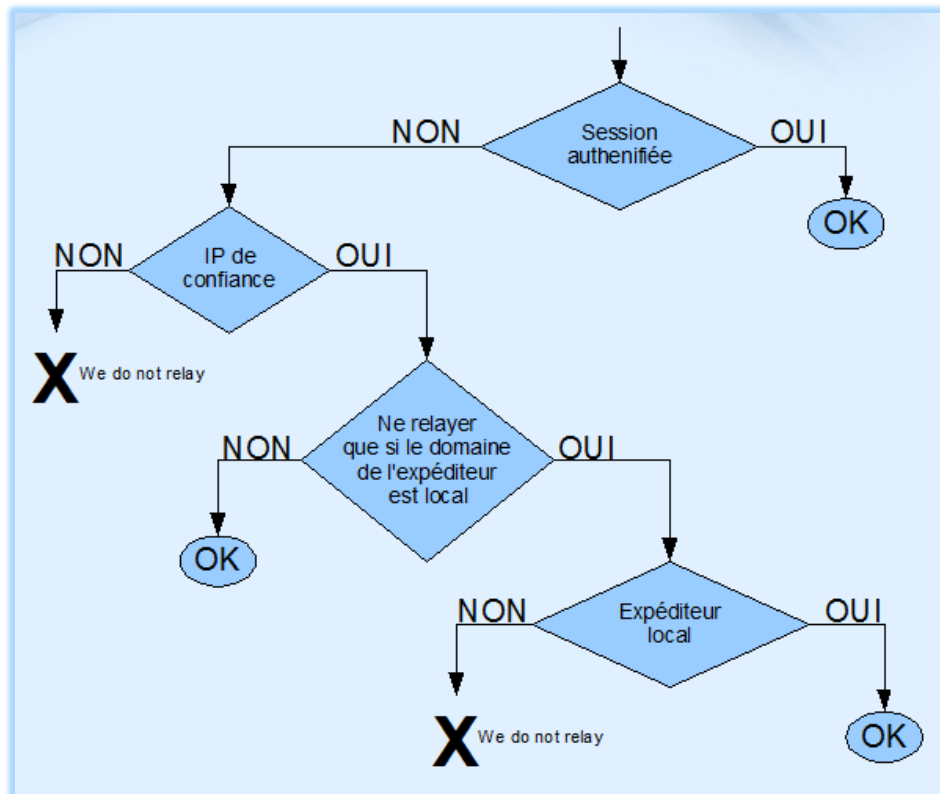 NON
Session
authenifiée
OUI
OK
NON
IP de
confiance
OUI
We do not relay
X
NON
Ne relayer
que si le domaine
de l'expéditeur
est local
OUI
OK
NON
Expéditeur
local
OUI
X
We do not relay
OK